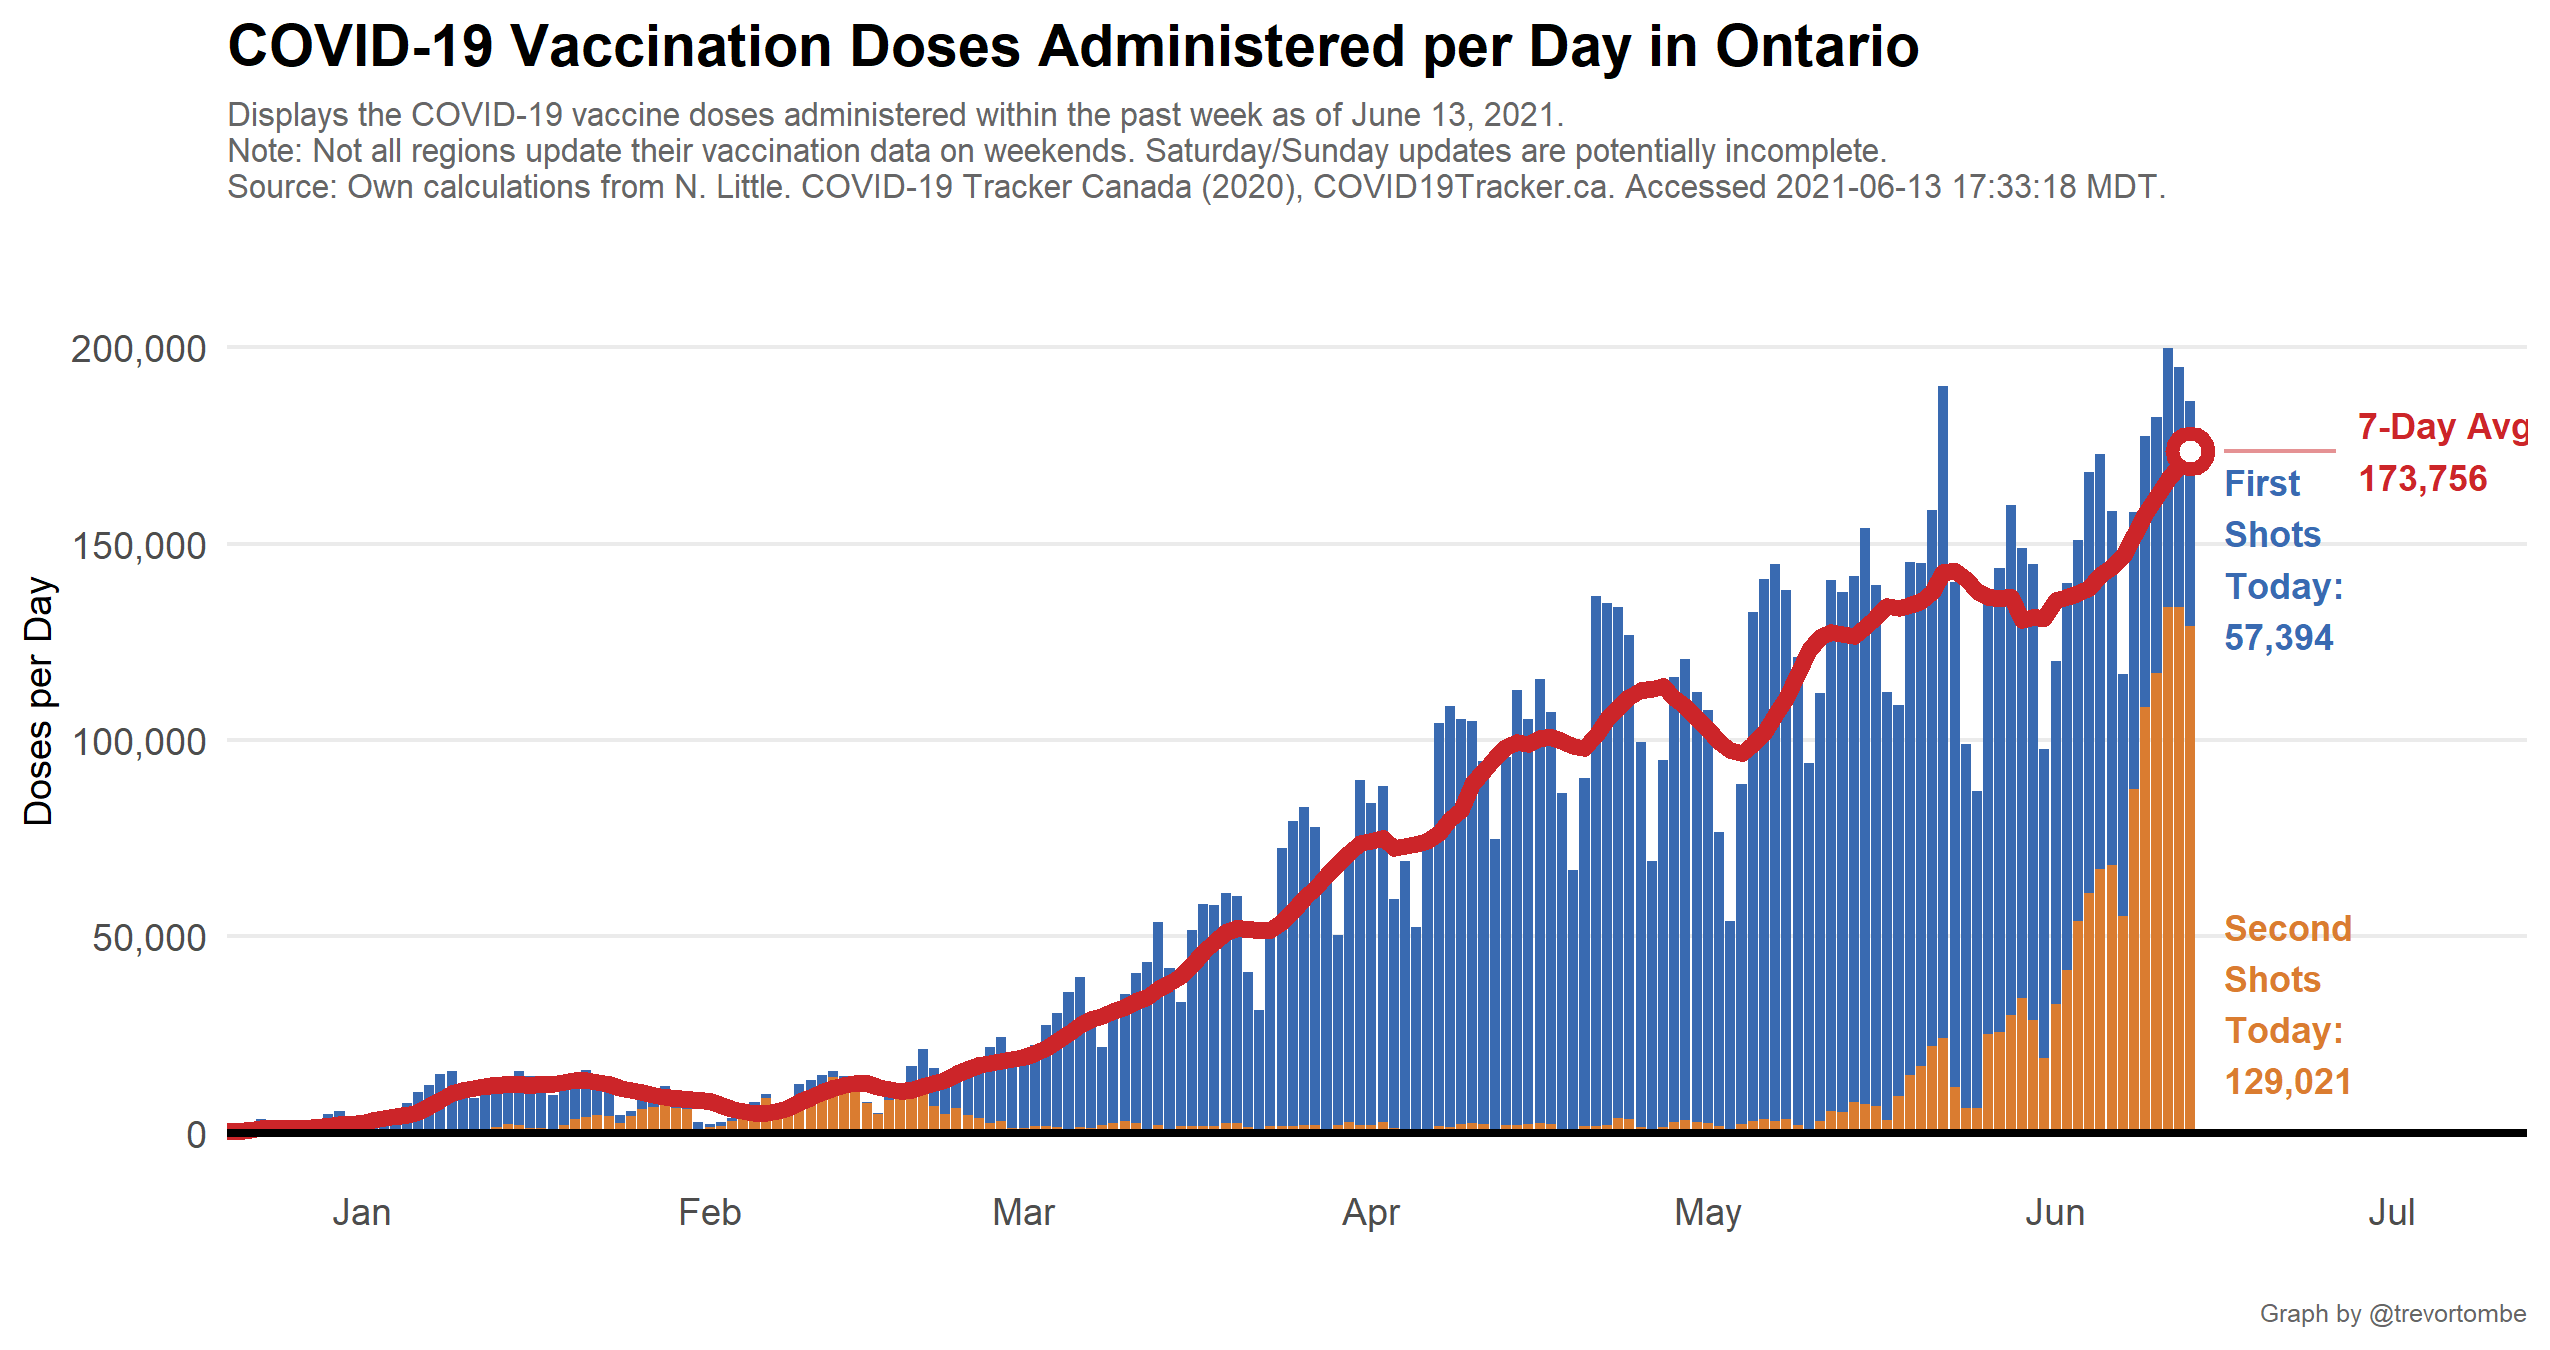 COVID-19 Vaccination Doses Administered per Day in Ontario
Displays the COVID-19 vaccine doses administered within the past week as of June 13, 2021.
Note: Not all regions update their vaccination data on weekends. Saturday/Sunday updates are potentially incomplete.
Source: Own calculations from N. Little. COVID-19 Tracker Canada (2020), COVID19Tracker.ca. Accessed 2021-06-13 17:33:18 MDT.
Doses per Day
200,000
150,000
100,000
50,000
0
7-Day Avg
173,756
First
Shots
Today:
57,394
Second
Shots
Today:
129,021
Jan
Feb
Mar
Apr
May
Jun
Jul
Graph by @trevortombe